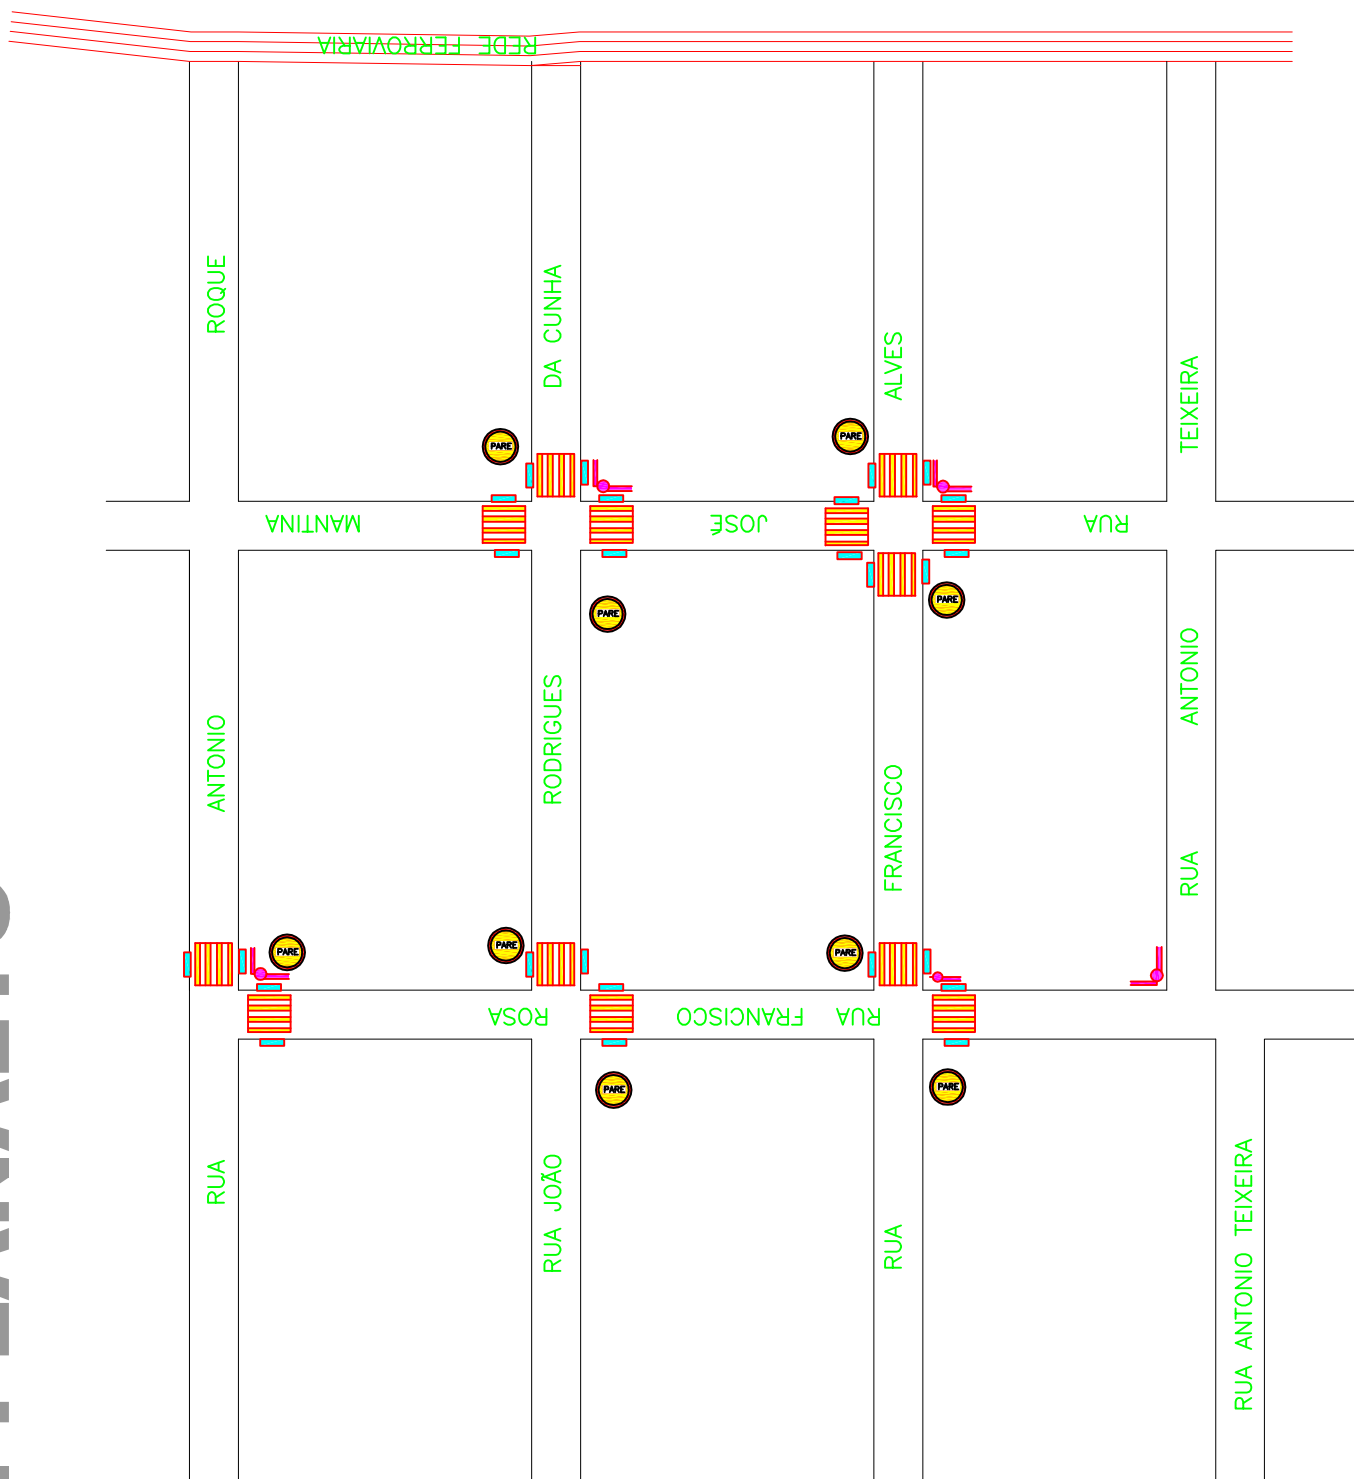 REDE FERROVIARIA
RUA ANTONIO ROQUE
RUA JOÃO RODRIGUES DA CUNHA
RUA FRANCISCO ALVES
RUA ANTONIO TEIXEIRA
RUA JOSÉ MANTINA
RUA FRANCISCO ROSA
RUA ANTONIO TEIXEIRA
PARE
PARE
PARE
PARE
PARE
PARE
PARE
PARE
PARE